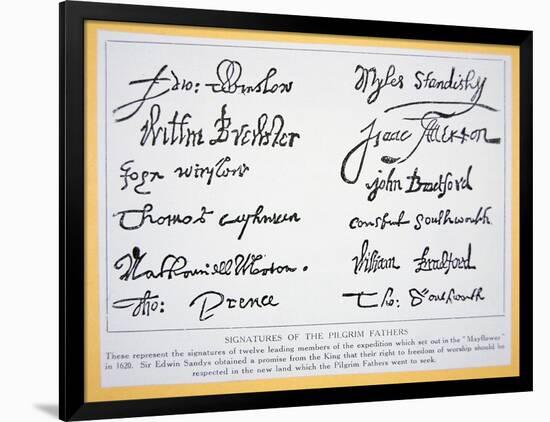 Edw: Winslow
Myles Standish
Willm Brewster
Isaac Allerton
John Winslow
John Bradford
Thomas Cushman
Constant Southworth
Nathaniell Morton.
William Bradford
Tho: Prence
Tho: Southworth
SIGNATURES OF THE PILGRIM FATHERS
These represent the signatures of twelve leading members of the expedition which set out in the "Mayflower"
in 1620. Sir Edwin Sandys obtained a promise from the King that their right to freedom of worship should be
respected in the new land which the Pilgrim Fathers went to seek.